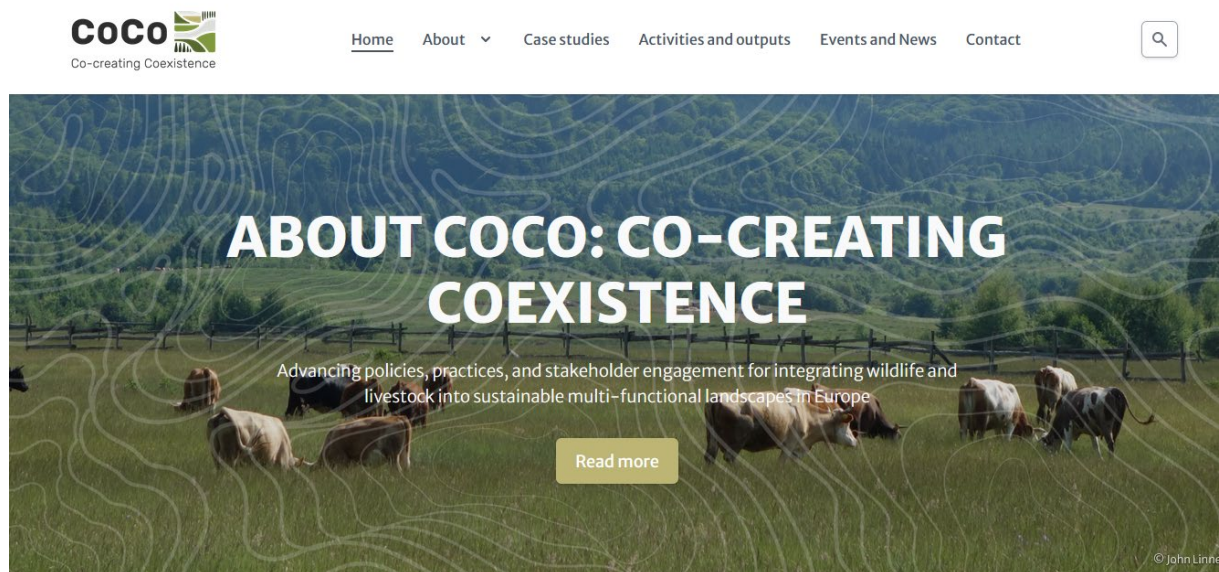 CoCo
Co-creating Coexistence
Home
About
Case studies
Activities and outputs
Events and News
Contact
ABOUT COCO: CO-CREATING
COEXISTENCE
Advancing policies, practices, and stakeholder engagement for integrating wildlife and
livestock into sustainable multi-functional landscapes in Europe
Read more
© John Linne